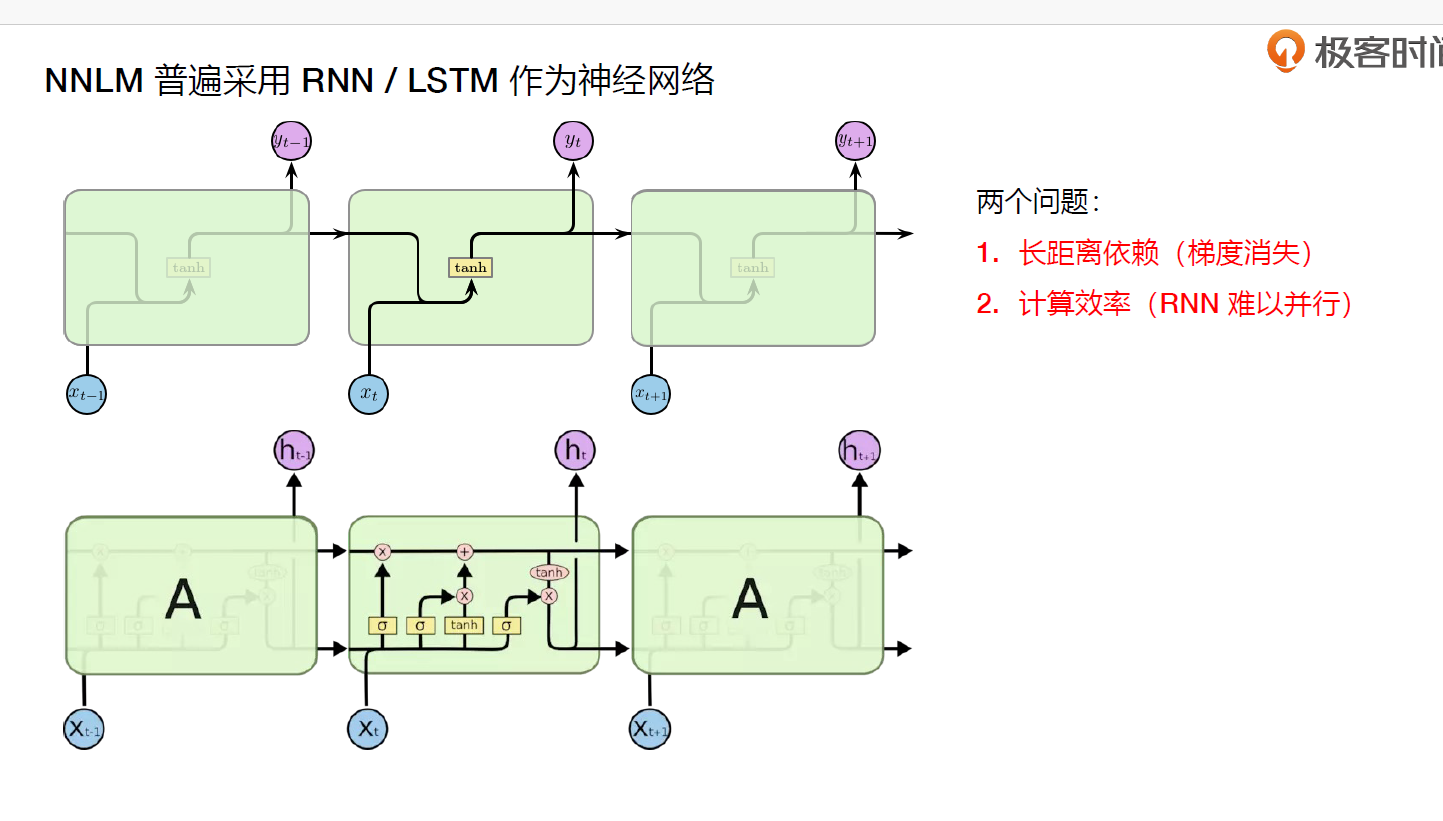 极客时间
NNLM 普遍采用 RNN / LSTM 作为神经网络
y_{t-1} y_t y_{t+1}
tanh tanh tanh
x_{t-1} x_t x_{t+1}
两个问题：
1. 长距离依赖（梯度消失）
2. 计算效率（RNN 难以并行）
h_{t-1} h_t h_{t+1}
x + x +
tanh tanh tanh
A x x A
σ σ tanh σ
X_{t-1} X_t X_{t+1}